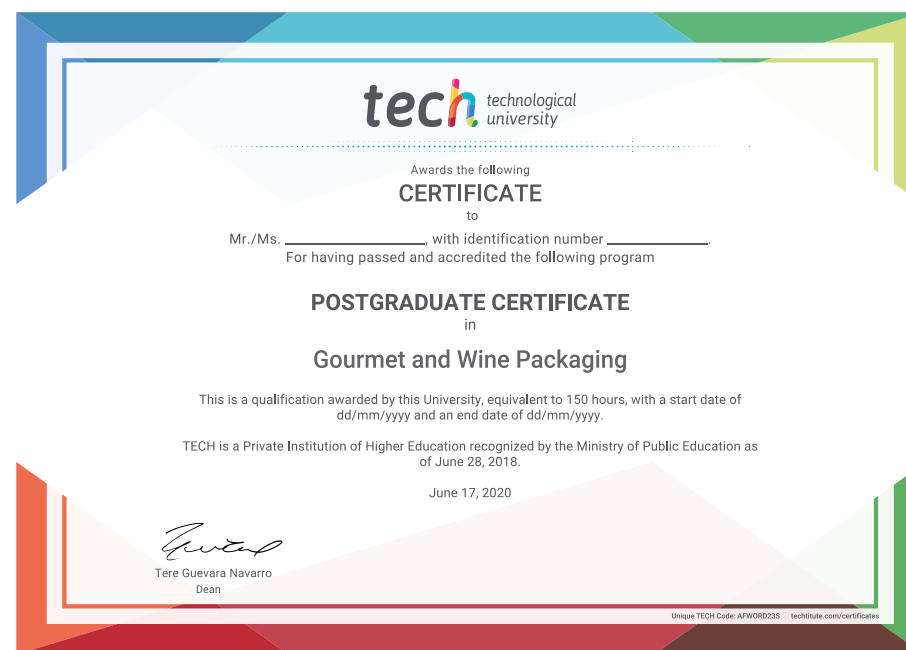 tech technological
university
Awards the following
CERTIFICATE
to
Mr./Ms. ____________________, with identification number ______________.
For having passed and accredited the following program
POSTGRADUATE CERTIFICATE
in
Gourmet and Wine Packaging
This is a qualification awarded by this University, equivalent to 150 hours, with a start date of
dd/mm/yyyy and an end date of dd/mm/yyyy.
TECH is a Private Institution of Higher Education recognized by the Ministry of Public Education as
of June 28, 2018.
June 17, 2020
Tere Guevara Navarro
Dean
Unique TECH Code: AFWORD23S techtitute.com/certificates